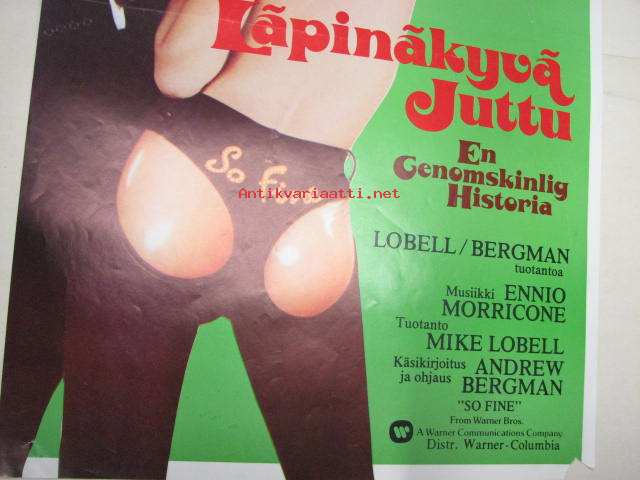 Läpinäkyvä
Juttu
En
Genomskinlig
Historia
So F
Antikvariaatti.net
LOBELL/BERGMAN
tuotantoa
Musiikki ENNIO
MORRICONE
Tuotanto
MIKE LOBELL
Käsikirjoitus ANDREW
ja ohjaus BERGMAN
"SO FINE"
From Warner Bros.
A Warner Communications Company
Distr. Warner-Columbia